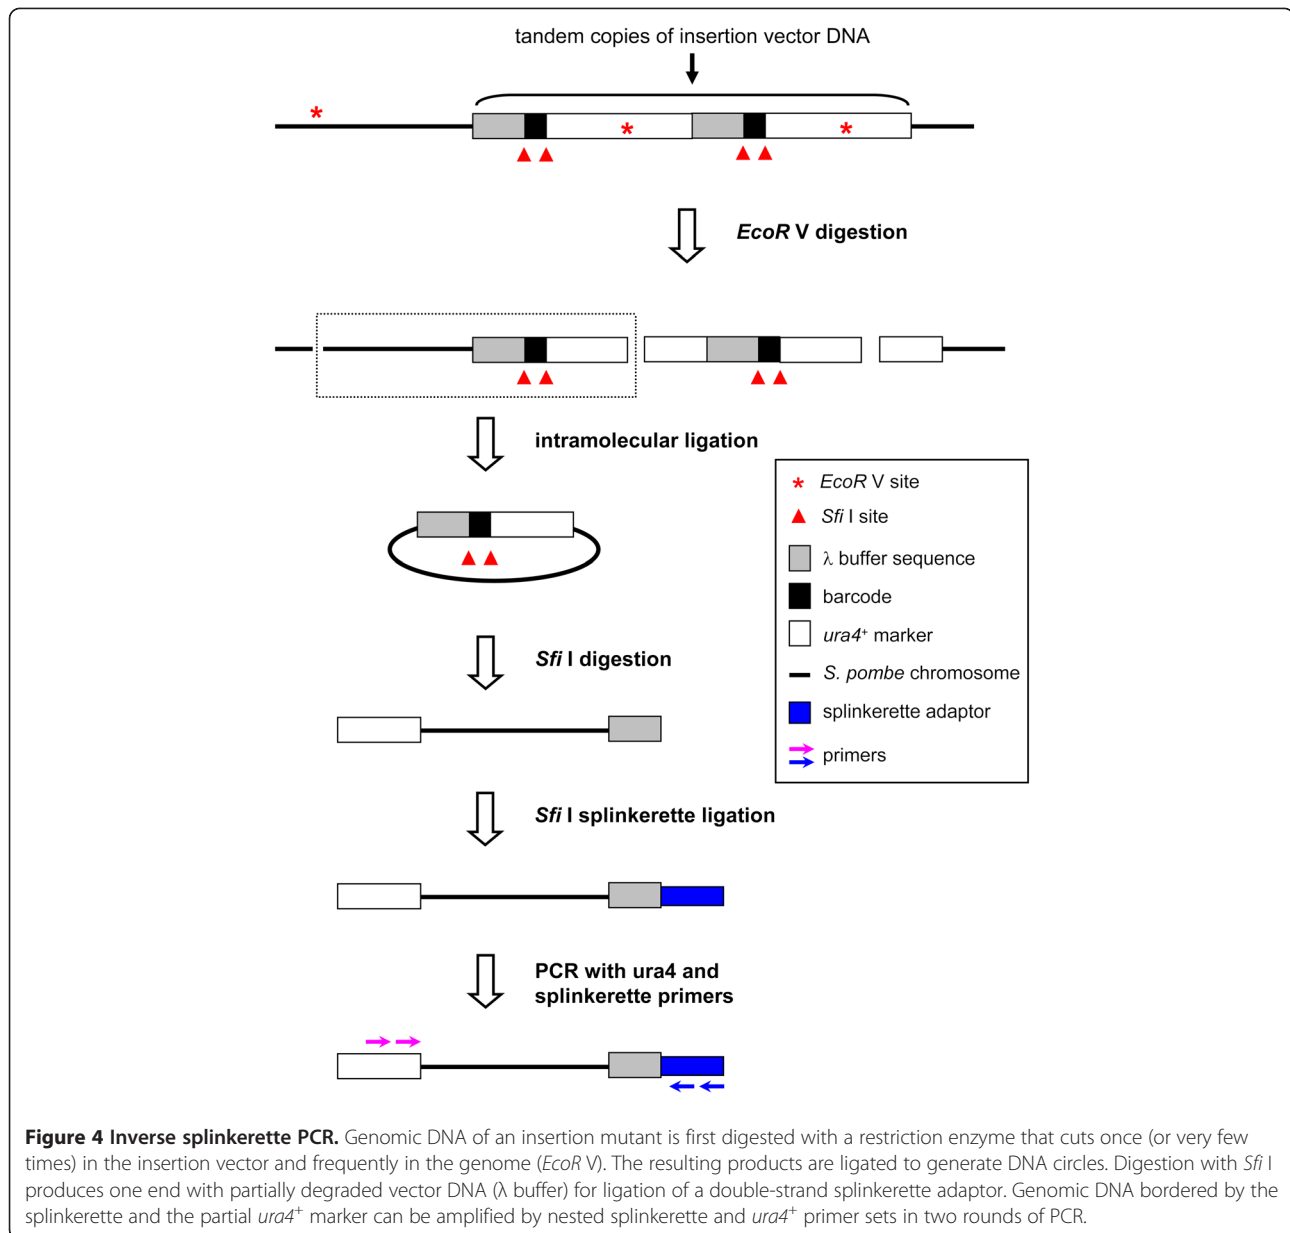 tandem copies of insertion vector DNA
*
*
*
EcoR V digestion
intramolecular ligation
* EcoR V site
Sfi I site
λ buffer sequence
barcode
ura4⁺ marker
S. pombe chromosome
splinkerette adaptor
primers
Sfi I digestion
Sfi I splinkerette ligation
PCR with ura4 and
splinkerette primers
Figure 4 Inverse splinkerette PCR. Genomic DNA of an insertion mutant is first digested with a restriction enzyme that cuts once (or very few
times) in the insertion vector and frequently in the genome (EcoR V). The resulting products are ligated to generate DNA circles. Digestion with Sfi I
produces one end with partially degraded vector DNA (λ buffer) for ligation of a double-strand splinkerette adaptor. Genomic DNA bordered by the
splinkerette and the partial ura4⁺ marker can be amplified by nested splinkerette and ura4⁺ primer sets in two rounds of PCR.